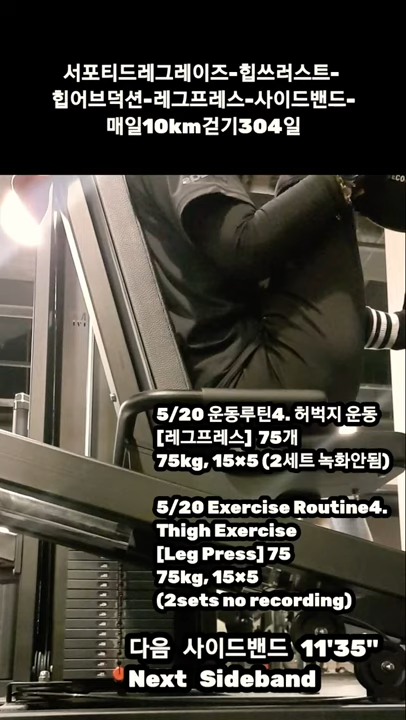 서포티드레그레이즈-힙쓰러스트-
힙어브덕션-레그프레스-사이드밴드-
매일10km걷기304일
5/20 운동루틴4. 허벅지 운동
[레그프레스] 75개
75kg, 15×5 (2세트 녹화안됨)
5/20 Exercise Routine4.
Thigh Exercise
[Leg Press] 75
75kg, 15×5
(2sets no recording)
다음 사이드밴드 11'35"
Next Sideband